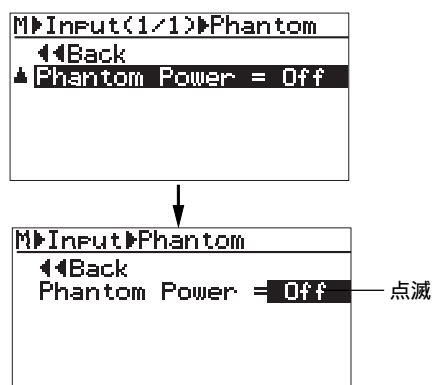 M▶Input(1/1)▶Phantom
◀◀Back
Phantom Power = Off
M▶Input▶Phantom
◀◀Back
Phantom Power = Off
点滅